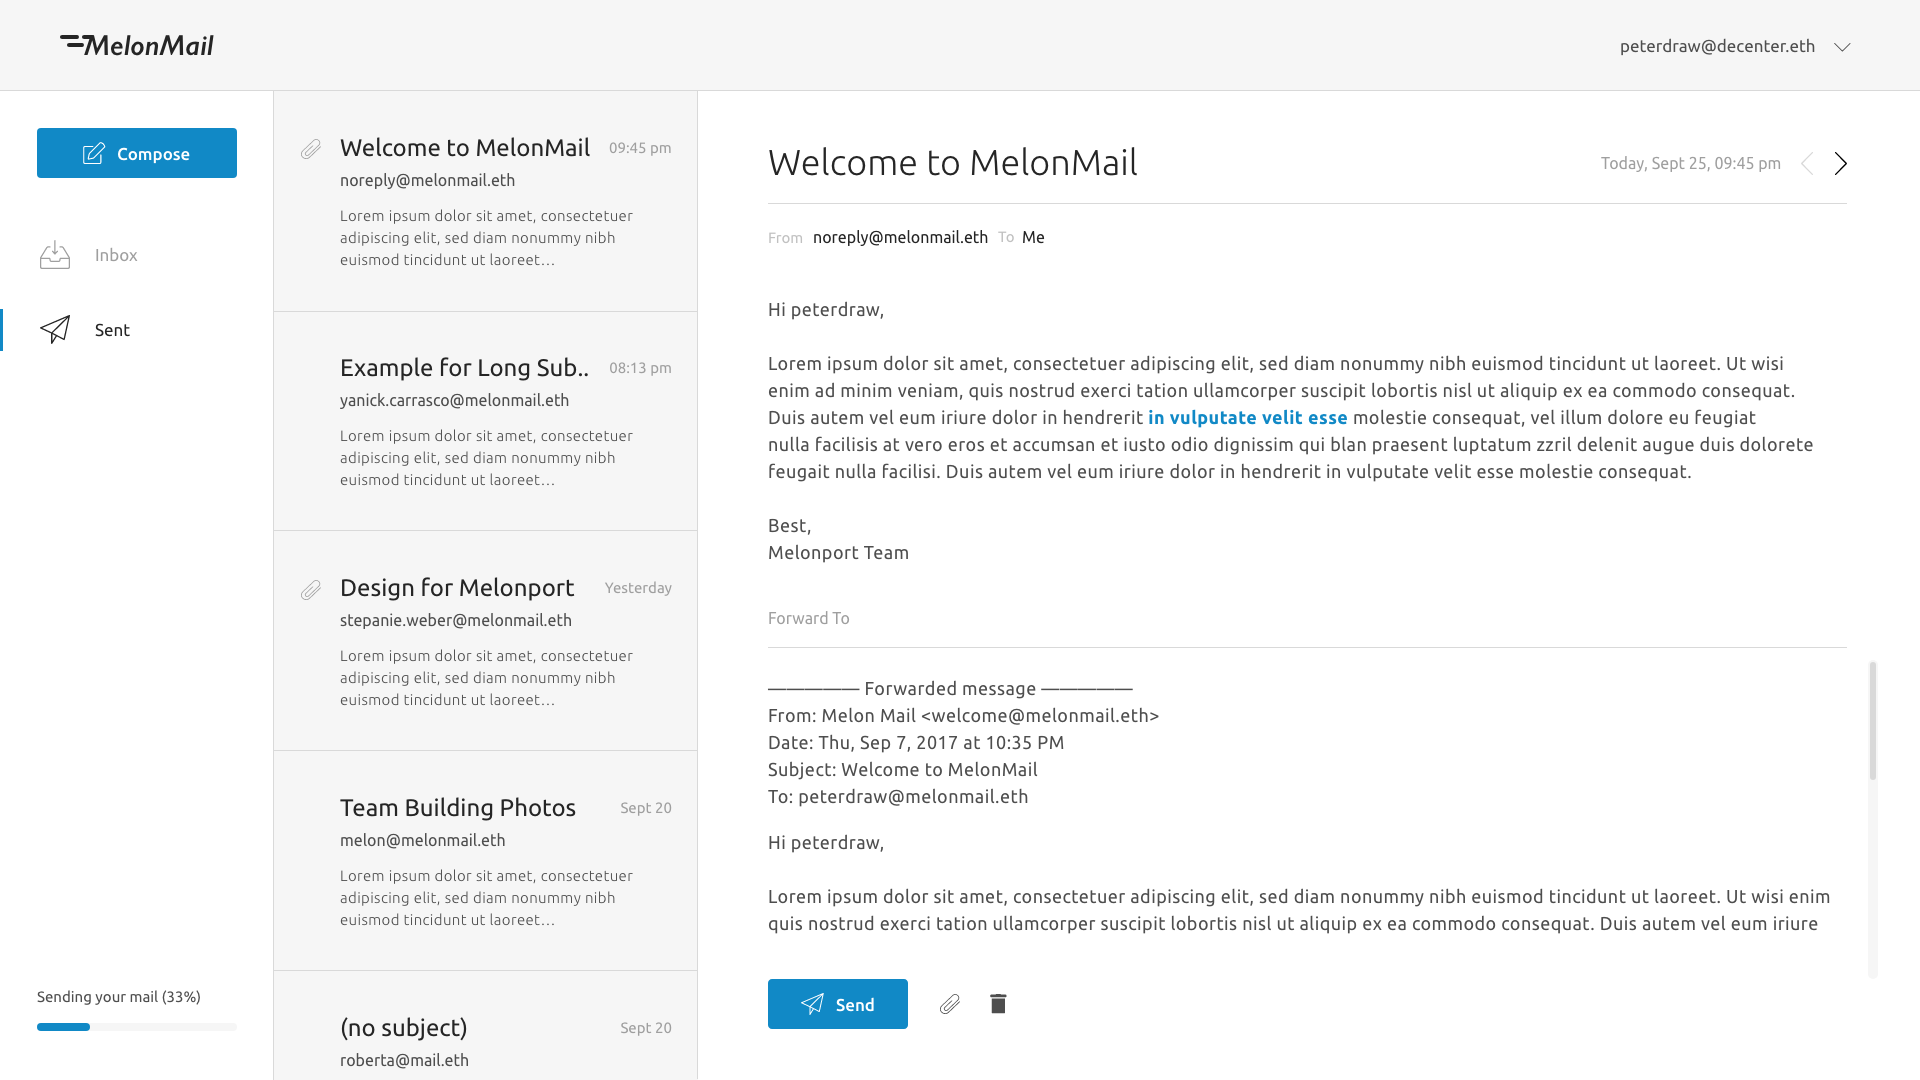 MelonMail
peterdraw@decenter.eth
Compose
Inbox
Sent
Sending your mail (33%)
Welcome to MelonMail 09:45 pm
noreply@melonmail.eth
Lorem ipsum dolor sit amet, consectetuer
adipiscing elit, sed diam nonummy nibh
euismod tincidunt ut laoreet…
Example for Long Sub.. 08:13 pm
yanick.carrasco@melonmail.eth
Lorem ipsum dolor sit amet, consectetuer
adipiscing elit, sed diam nonummy nibh
euismod tincidunt ut laoreet…
Design for Melonport Yesterday
stepanie.weber@melonmail.eth
Lorem ipsum dolor sit amet, consectetuer
adipiscing elit, sed diam nonummy nibh
euismod tincidunt ut laoreet…
Team Building Photos Sept 20
melon@melonmail.eth
Lorem ipsum dolor sit amet, consectetuer
adipiscing elit, sed diam nonummy nibh
euismod tincidunt ut laoreet…
(no subject) Sept 20
roberta@mail.eth
Welcome to MelonMail Today, Sept 25, 09:45 pm
From noreply@melonmail.eth To Me
Hi peterdraw,
Lorem ipsum dolor sit amet, consectetuer adipiscing elit, sed diam nonummy nibh euismod tincidunt ut laoreet. Ut wisi
enim ad minim veniam, quis nostrud exerci tation ullamcorper suscipit lobortis nisl ut aliquip ex ea commodo consequat.
Duis autem vel eum iriure dolor in hendrerit in vulputate velit esse molestie consequat, vel illum dolore eu feugiat
nulla facilisis at vero eros et accumsan et iusto odio dignissim qui blan praesent luptatum zzril delenit augue duis dolorete
feugait nulla facilisi. Duis autem vel eum iriure dolor in hendrerit in vulputate velit esse molestie consequat.
Best,
Melonport Team
Forward To
————— Forwarded message —————
From: Melon Mail <welcome@melonmail.eth>
Date: Thu, Sep 7, 2017 at 10:35 PM
Subject: Welcome to MelonMail
To: peterdraw@melonmail.eth
Hi peterdraw,
Lorem ipsum dolor sit amet, consectetuer adipiscing elit, sed diam nonummy nibh euismod tincidunt ut laoreet. Ut wisi enim
quis nostrud exerci tation ullamcorper suscipit lobortis nisl ut aliquip ex ea commodo consequat. Duis autem vel eum iriure
Send